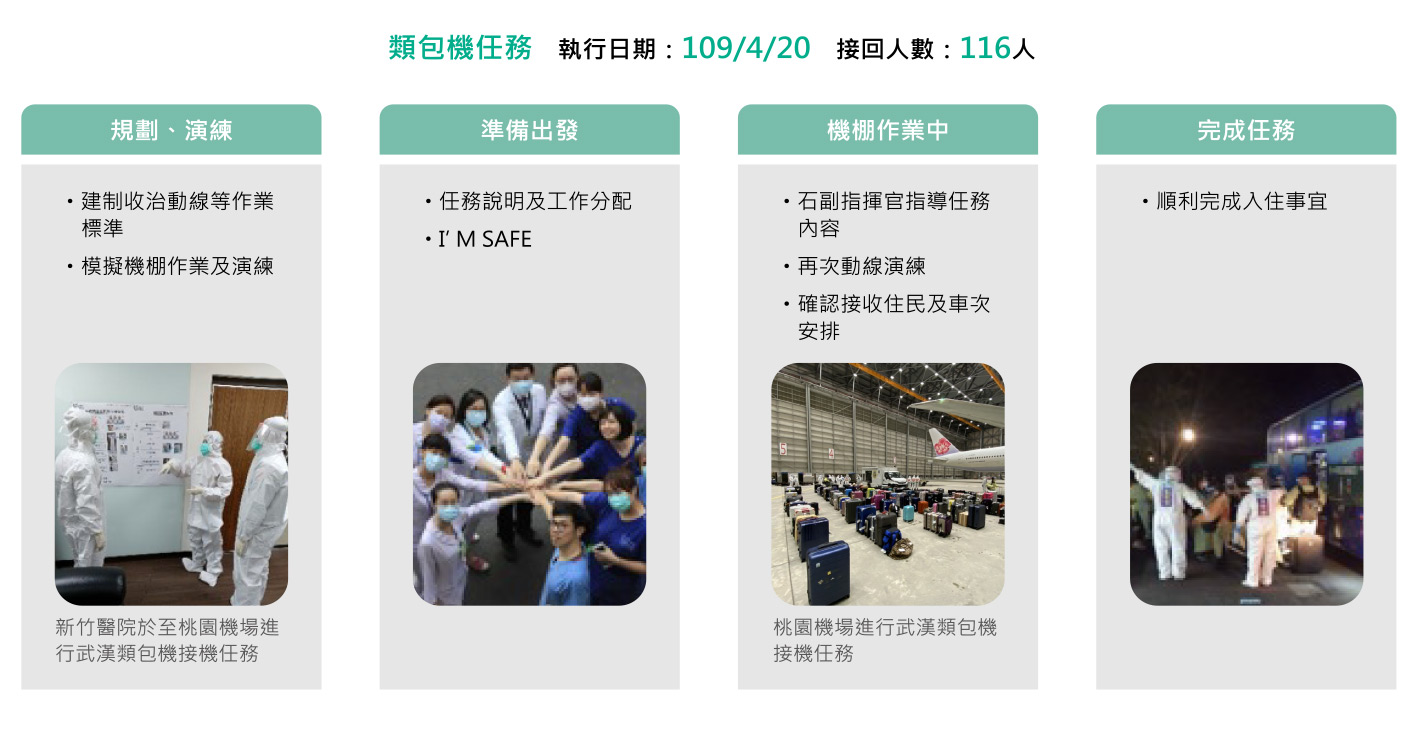 類包機任務 執行日期：109/4/20 接回人數：116人
規劃、演練
・建制收治動線等作業
標準
・模擬機棚作業及演練
新竹醫院於至桃園機場進
行武漢類包機接機任務
準備出發
・任務說明及工作分配
・I’ M SAFE
機棚作業中
・石副指揮官指導任務
內容
・再次動線演練
・確認接收住民及車次
安排
5
4
桃園機場進行武漢類包機
接機任務
完成任務
・順利完成入住事宜